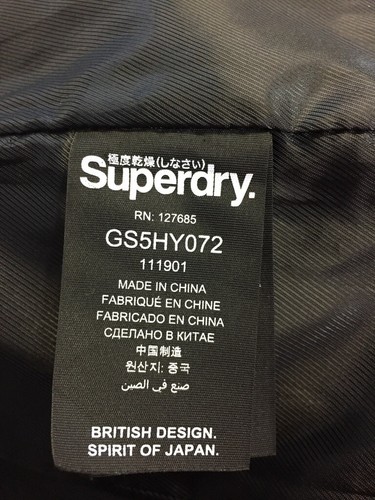 極度乾燥(しなさい)
Superdry.
RN: 127685
GS5HY072
111901
MADE IN CHINA
FABRIQUÉ EN CHINE
FABRICADO EN CHINA
СДЕЛАНО В КИТАЕ
中国制造
원산지: 중국
صنع في الصين
BRITISH DESIGN.
SPIRIT OF JAPAN.